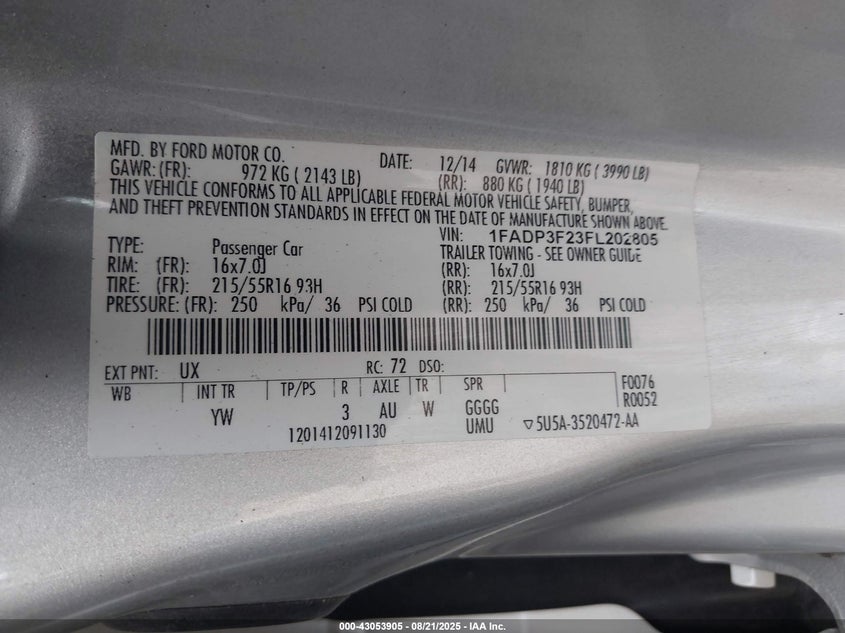 MFD. BY FORD MOTOR CO. DATE: 12/14 GVWR: 1810 KG ( 3990 LB)
GAWR: (FR): 972 KG ( 2143 LB) (RR): 880 KG ( 1940 LB)
THIS VEHICLE CONFORMS TO ALL APPLICABLE FEDERAL MOTOR VEHICLE SAFETY, BUMPER,
AND THEFT PREVENTION STANDARDS IN EFFECT ON THE DATE OF MANUFACTURE SHOWN ABOVE.
VIN: 1FADP3F23FL202805
TYPE: Passenger Car TRAILER TOWING - SEE OWNER GUIDE
RIM: (FR): 16x7.0J (RR): 16x7.0J
TIRE: (FR): 215/55R16 93H (RR): 215/55R16 93H
PRESSURE: (FR): 250 kPa/ 36 PSI COLD (RR): 250 kPa/ 36 PSI COLD
EXT PNT: UX RC: 72 DSO:
WB INT TR TP/PS R AXLE TR SPR F0076
R0052
YW 3 AU W GGGG
1201412091130 UMU ▽5U5A-3520472-AA
000-43053905 - 08/21/2025 - IAA Inc.